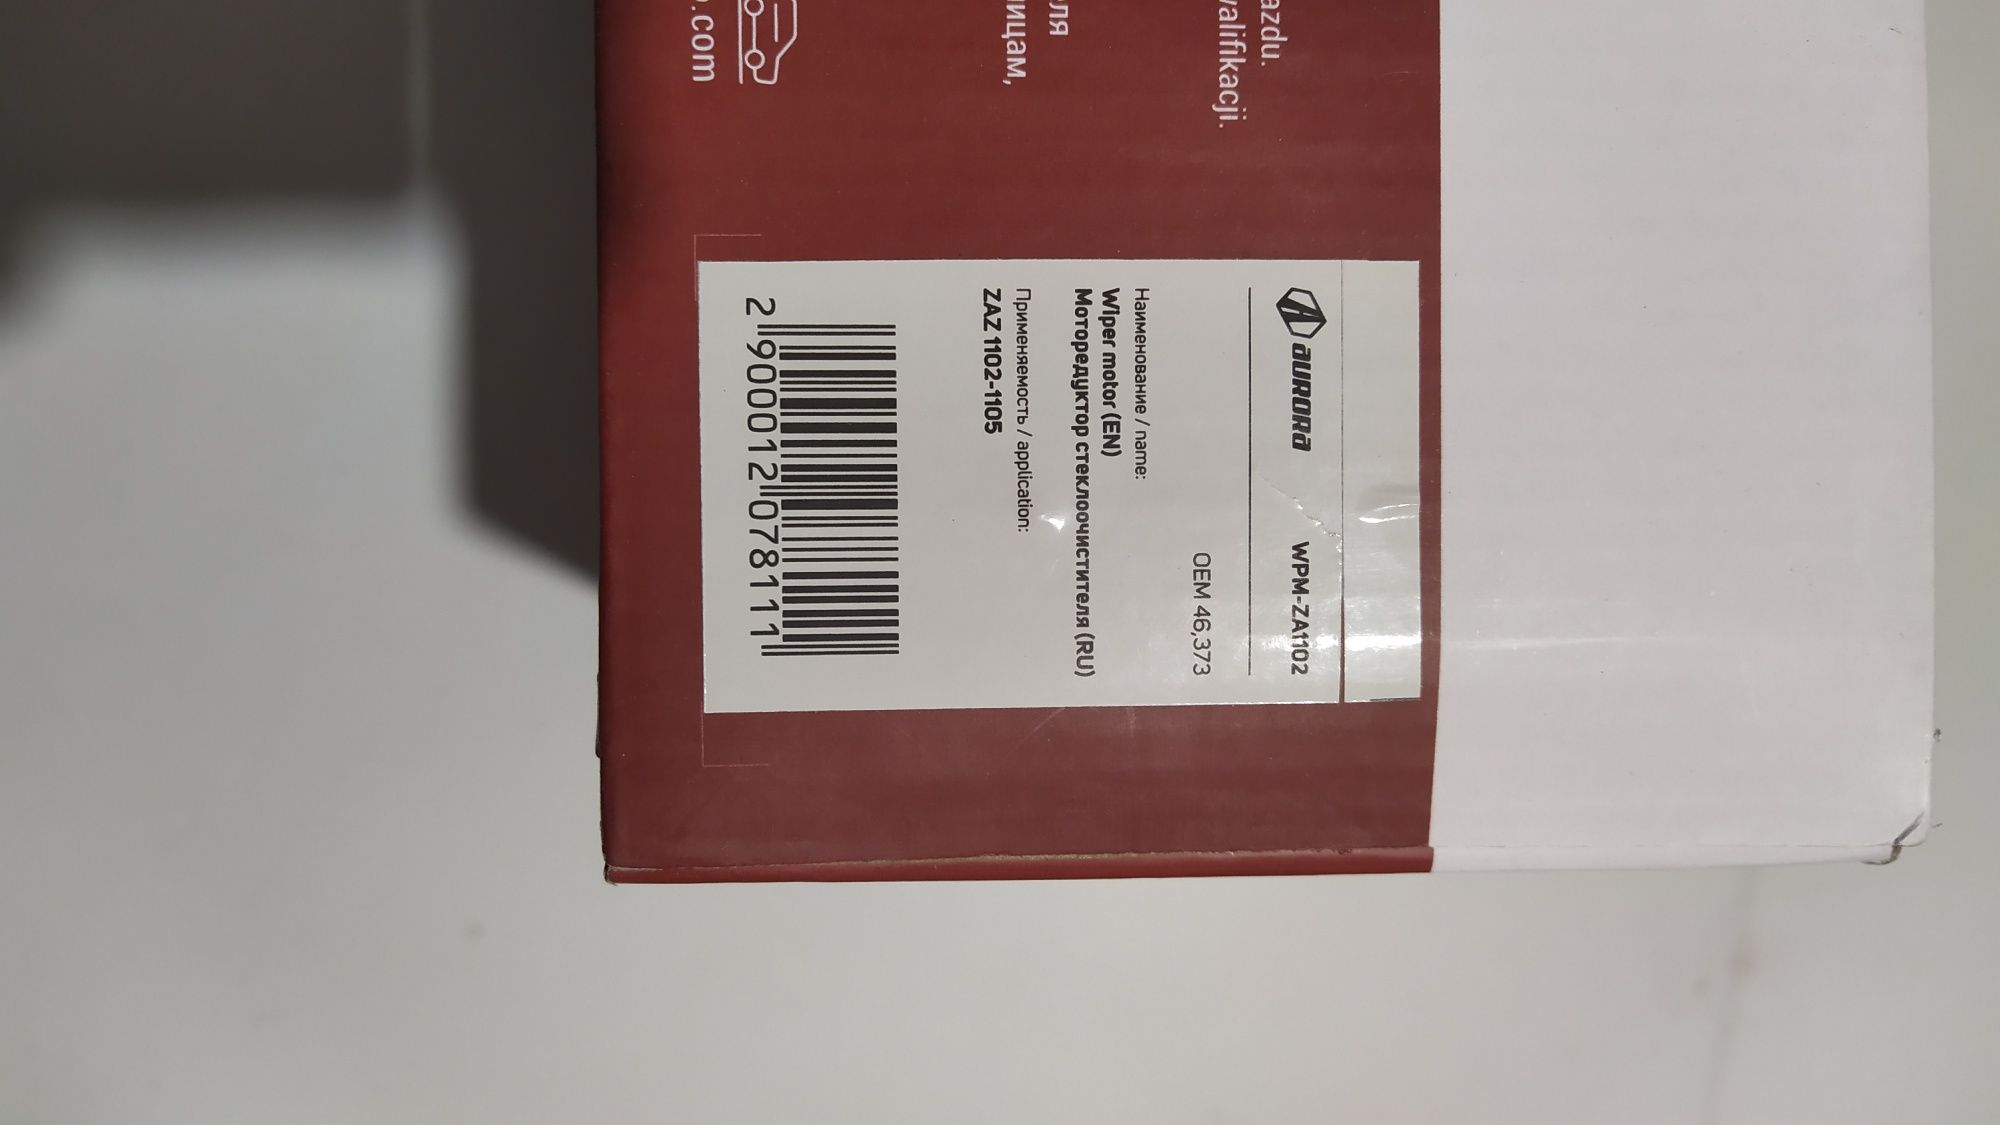 azdu.
valifikacji.
ля
ицам,
.com
AURORA WPM-ZA1102
OEM 46,373
Наименование / name:
Wiper motor (EN)
Моторедуктор стеклоочистителя (RU)
Применяемость / application:
ZAZ 1102-1105
2 900012 078111